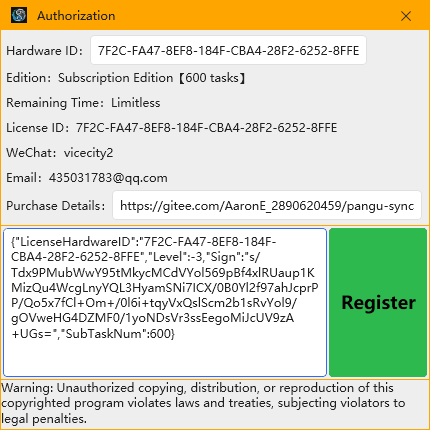 Authorization
Hardware ID: 7F2C-FA47-8EF8-184F-CBA4-28F2-6252-8FFE
Edition: Subscription Edition【600 tasks】
Remaining Time: Limitless
License ID: 7F2C-FA47-8EF8-184F-CBA4-28F2-6252-8FFE
WeChat: vicecity2
Email: 435031783@qq.com
Purchase Details: https://gitee.com/AaronE_2890620459/pangu-sync
{"LicenseHardwareID":"7F2C-FA47-8EF8-184F-
CBA4-28F2-6252-8FFE","Level":-3,"Sign":"s/
Tdx9PMubWwY95tMkycMCdVYol569pBf4xlRUaup1K
MizQu4WcgLnyYQL3HyamSNi7ICX/0B0Yl2f97ahJcprP
P/Qo5x7fCl+Om+/0l6i+tqyVxQslScm2b1sRvYol9/
gOVweHG4DZMF0/1yoNDsVr3ssEegoMiJcUV9zA
+UGs=","SubTaskNum":600}
Register
Warning: Unauthorized copying, distribution, or reproduction of this
copyrighted program violates laws and treaties, subjecting violators to
legal penalties.